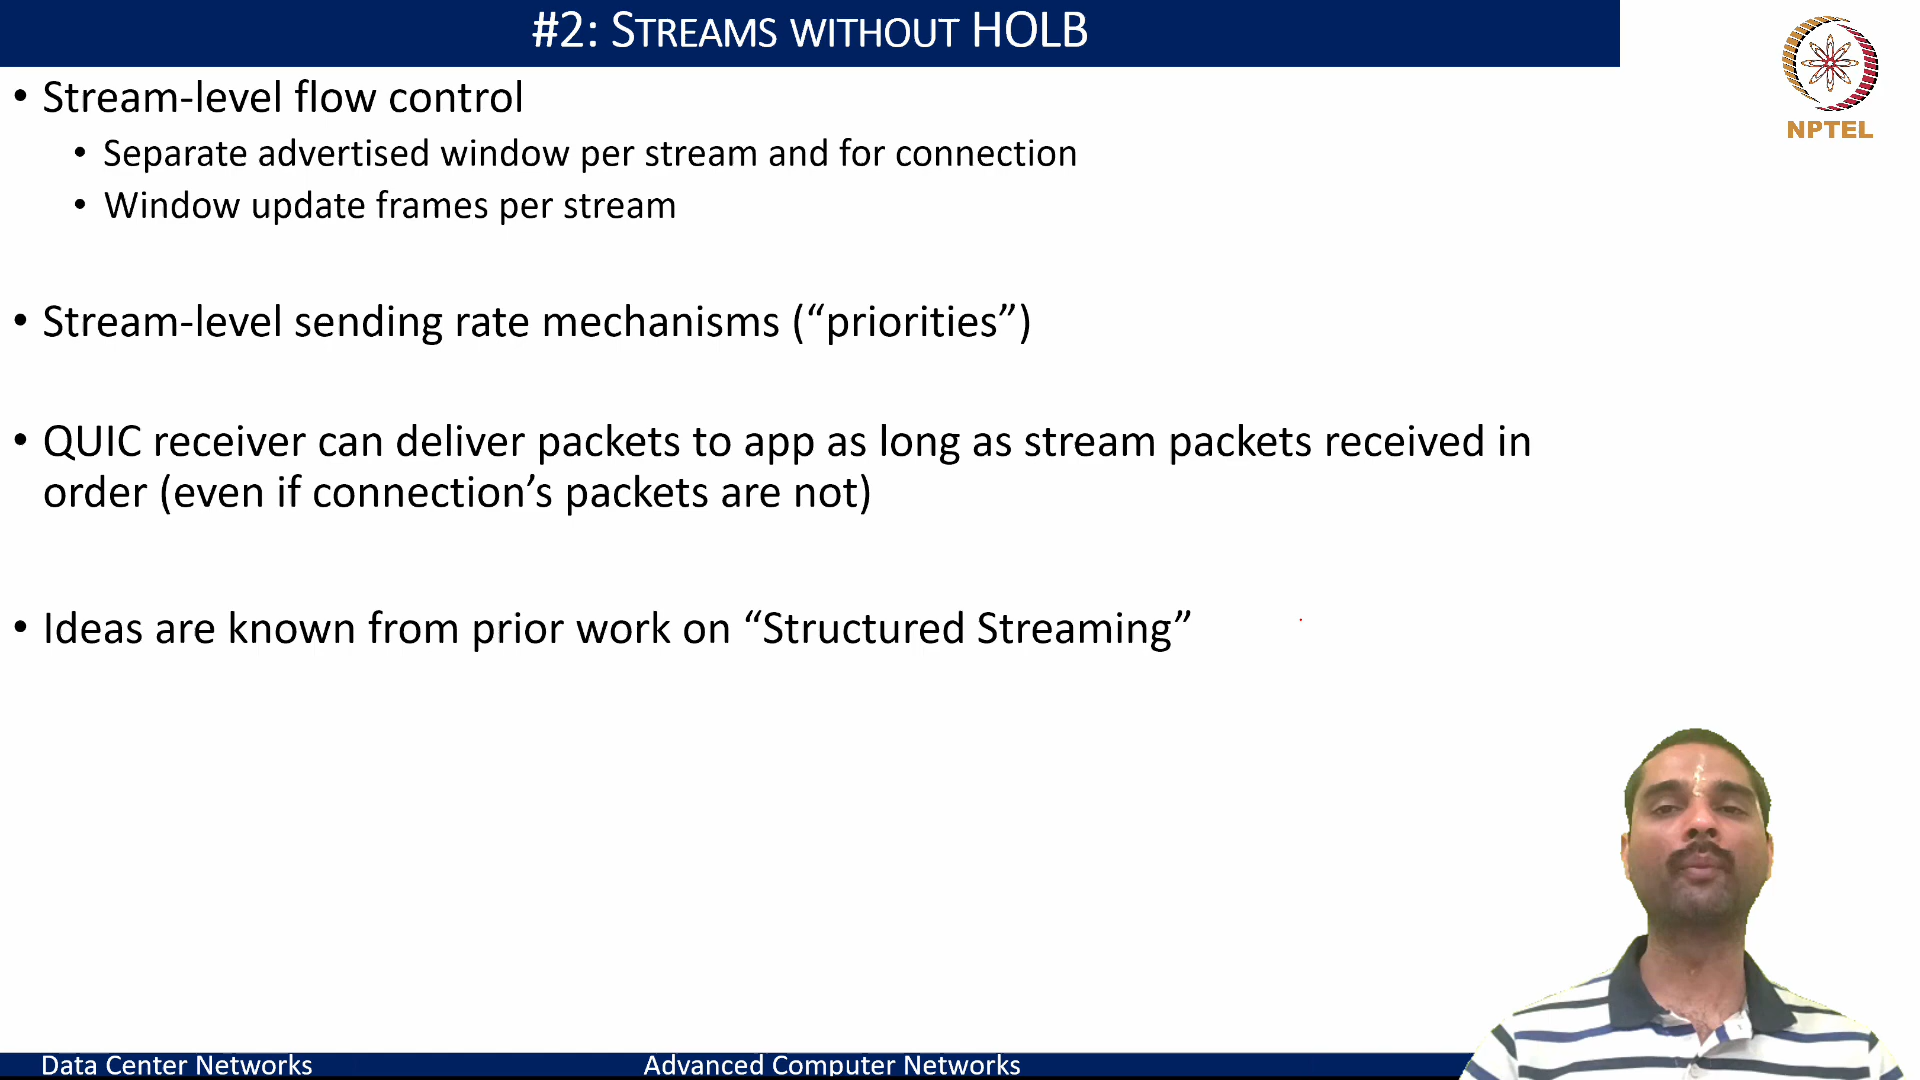 #2: STREAMS WITHOUT HOLB
NPTEL
• Stream-level flow control
• Separate advertised window per stream and for connection
• Window update frames per stream
• Stream-level sending rate mechanisms (“priorities”)
• QUIC receiver can deliver packets to app as long as stream packets received in
order (even if connection’s packets are not)
• Ideas are known from prior work on “Structured Streaming”
Data Center Networks
Advanced Computer Networks